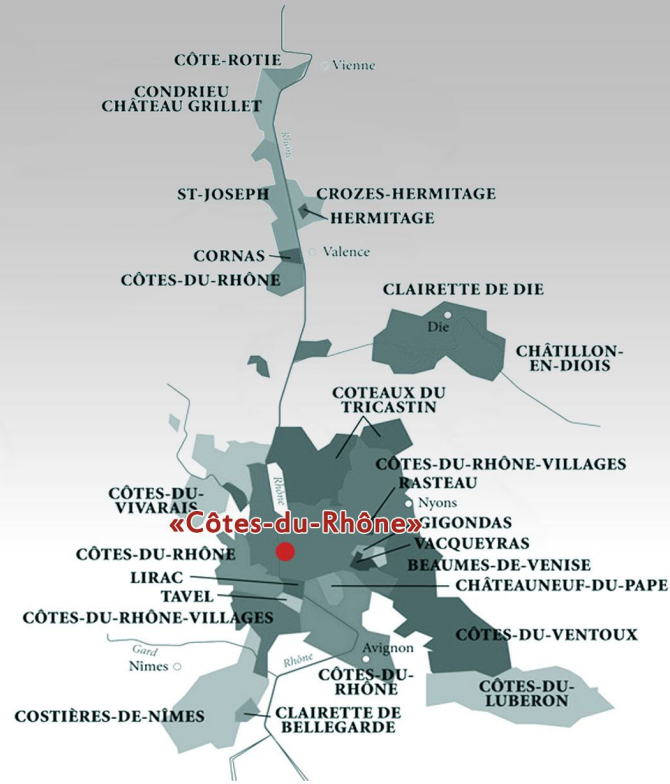 CÔTE-ROTIE
Vienne
CONDRIEU
CHÂTEAU GRILLET
Rhône
ST-JOSEPH
CROZES-HERMITAGE
HERMITAGE
CORNAS
Valence
CÔTES-DU-RHÔNE
CLAIRETTE DE DIE
Die
CHÂTILLON-
EN-DIOIS
COTEAUX DU
TRICASTIN
CÔTES-DU-RHÔNE-VILLAGES
RASTEAU
Rhône
Nyons
CÔTES-DU-
VIVARAIS
«Côtes-du-Rhône»
GIGONDAS
VACQUEYRAS
CÔTES-DU-RHÔNE
BEAUMES-DE-VENISE
LIRAC
CHÂTEAUNEUF-DU-PAPE
TAVEL
CÔTES-DU-RHÔNE-VILLAGES
CÔTES-DU-VENTOUX
Gard
Avignon
Nîmes
Rhône
CÔTES-DU-
RHÔNE
CÔTES-DU-
LUBERON
COSTIÈRES-DE-NÎMES
CLAIRETTE DE
BELLEGARDE